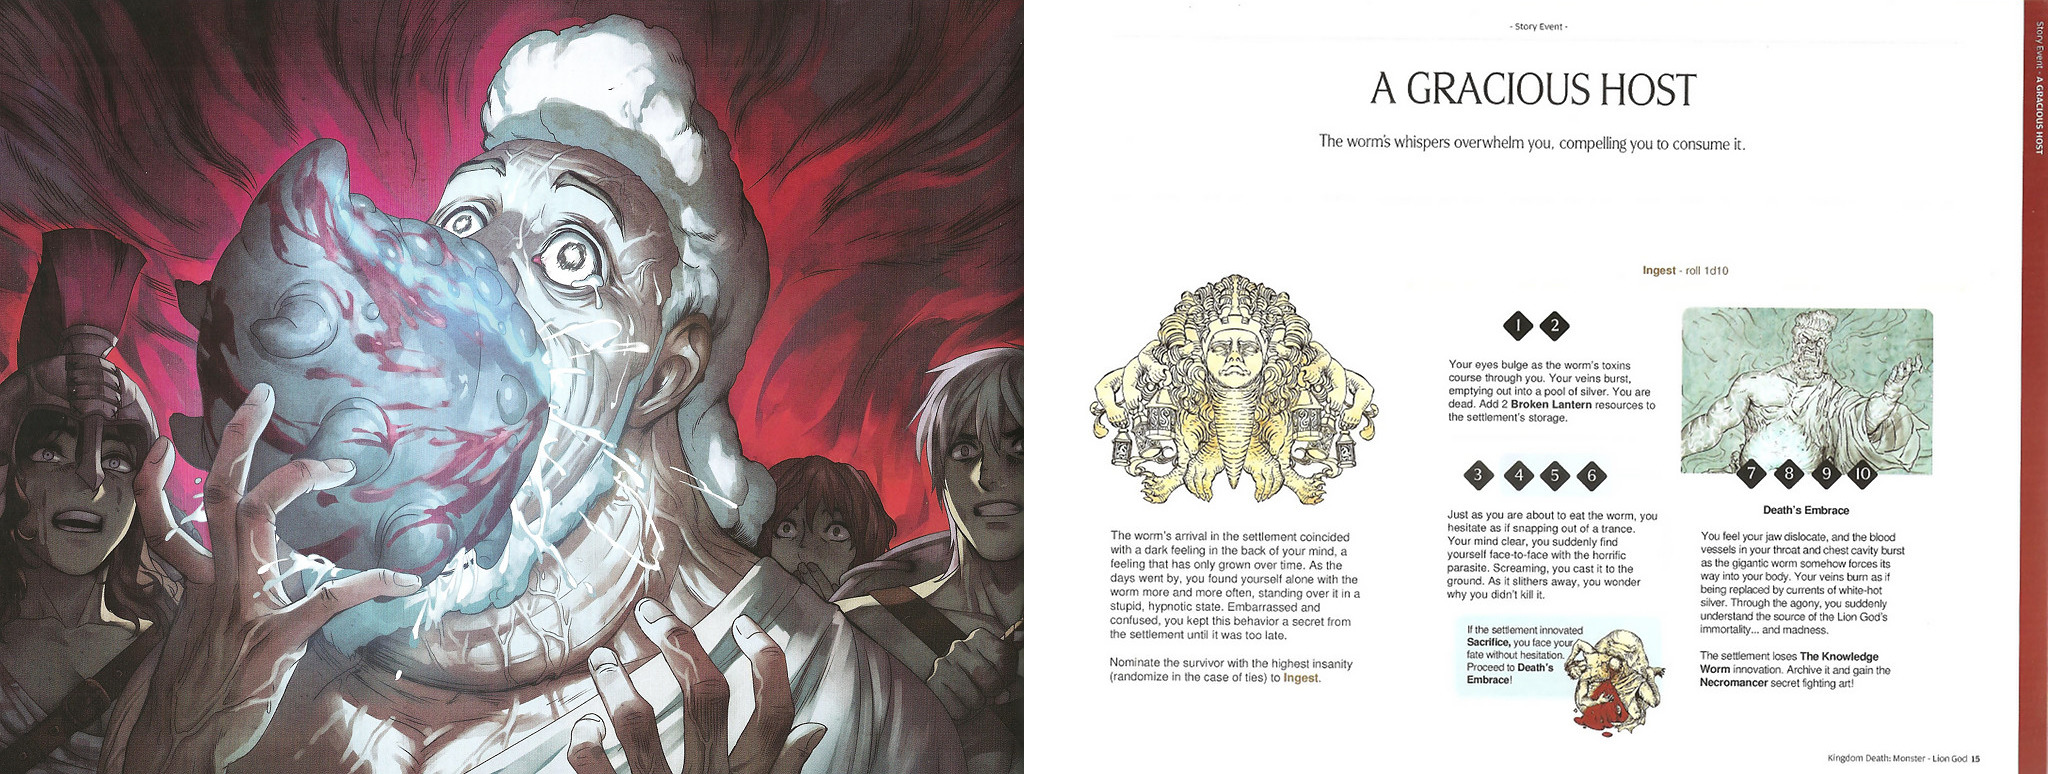 - Story Event -
A GRACIOUS HOST
The worm's whispers overwhelm you, compelling you to consume it.
The worm's arrival in the settlement coincided
with a dark feeling in the back of your mind, a
feeling that has only grown over time. As the
days went by, you found yourself alone with the
worm more and more often, standing over it in a
stupid, hypnotic state. Embarrassed and
confused, you kept this behavior a secret from
the settlement until it was too late.
Nominate the survivor with the highest insanity
(randomize in the case of ties) to Ingest.
Ingest - roll 1d10
1 2
Your eyes bulge as the worm's toxins
course through you. Your veins burst,
emptying out into a pool of silver. You are
dead. Add 2 Broken Lantern resources to
the settlement's storage.
3 4 5 6
Just as you are about to eat the worm, you
hesitate as if snapping out of a trance.
Your mind clear, you suddenly find
yourself face-to-face with the horrific
parasite. Screaming, you cast it to the
ground. As it slithers away, you wonder
why you didn't kill it.
If the settlement innovated
Sacrifice, you face your
fate without hesitation.
Proceed to Death's
Embrace!
7 8 9 10
Death's Embrace
You feel your jaw dislocate, and the blood
vessels in your throat and chest cavity burst
as the gigantic worm somehow forces its
way into your body. Your veins burn as if
being replaced by currents of white-hot
silver. Through the agony, you suddenly
understand the source of the Lion God's
immortality... and madness.
The settlement loses The Knowledge
Worm innovation. Archive it and gain the
Necromancer secret fighting art!
Kingdom Death: Monster - Lion God 15
Story Event - A GRACIOUS HOST